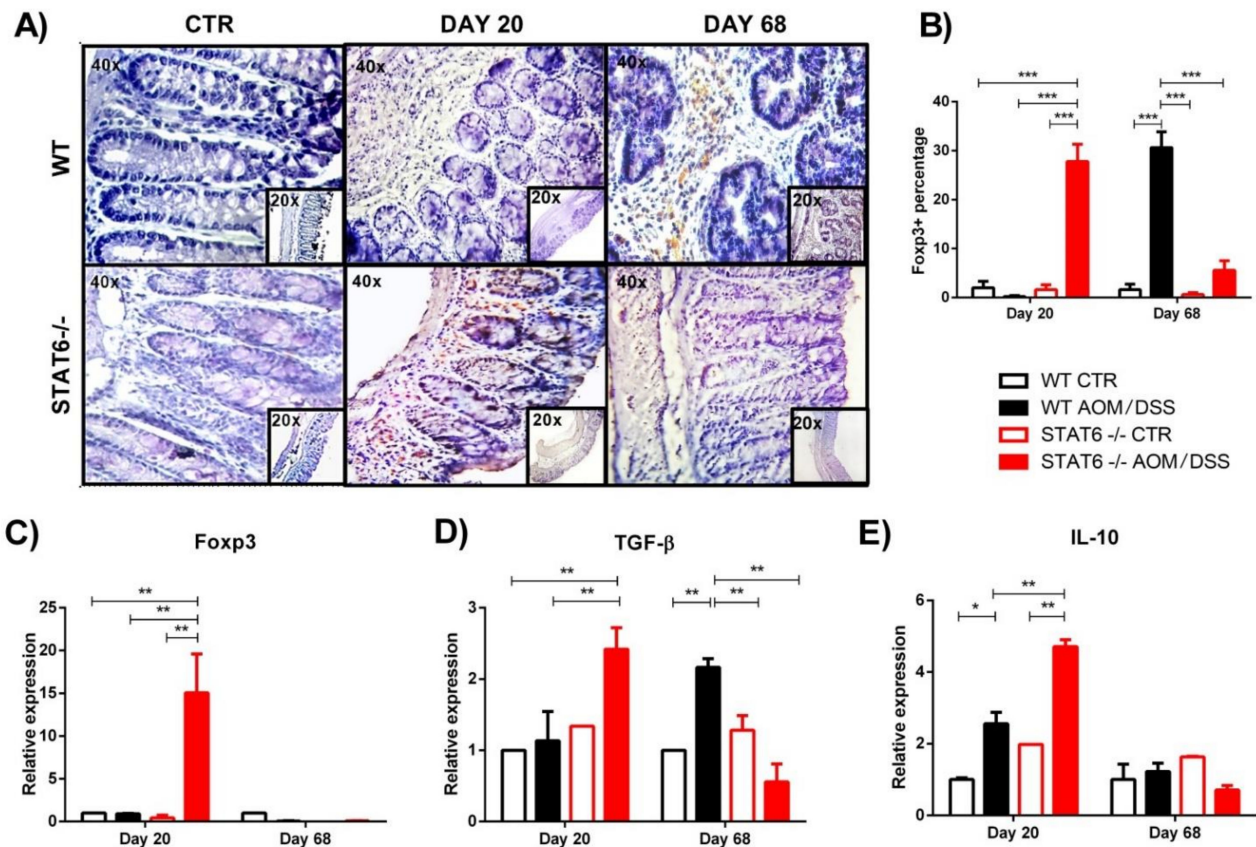 A)
CTR
DAY 20
DAY 68
WT
40x
20x
40x
20x
40x
20x
STAT6-/-
40x
20x
40x
20x
40x
20x
B)
***
***
***
***
***
***
Foxp3+ percentage
40
30
20
10
0
Day 20
Day 68
WT CTR
WT AOM/DSS
STAT6 -/- CTR
STAT6 -/- AOM/DSS
C)
Foxp3
**
**
**
Relative expression
25
20
15
10
5
0
Day 20
Day 68
D)
TGF-β
**
**
**
**
**
Relative expression
3
2
1
0
Day 20
Day 68
E)
IL-10
*
**
**
Relative expression
6
4
2
0
Day 20
Day 68